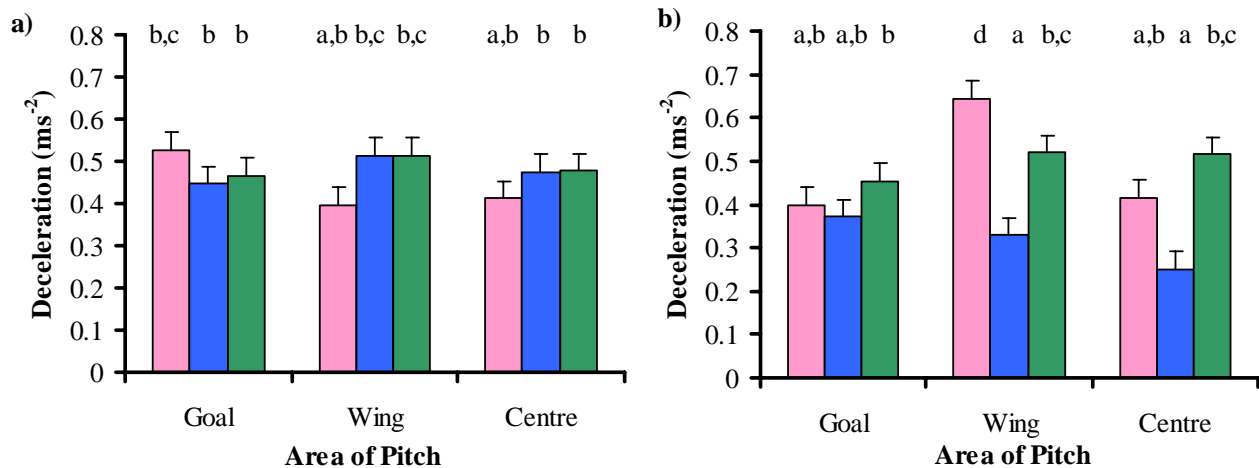 a)
b,c b b a,b b,c b,c a,b b b
0.8
0.7
0.6
0.5
0.4
0.3
0.2
0.1
0
Deceleration (ms⁻²)
Goal Wing Centre
Area of Pitch
b)
a,b a,b b d a b,c a,b a b,c
0.8
0.7
0.6
0.5
0.4
0.3
0.2
0.1
0
Deceleration (ms⁻²)
Goal Wing Centre
Area of Pitch